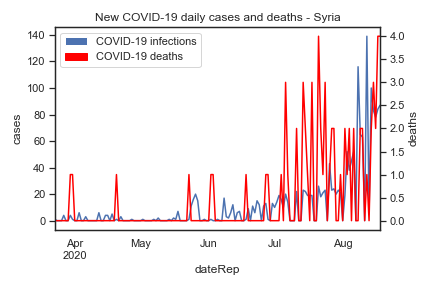 New COVID-19 daily cases and deaths - Syria
COVID-19 infections
COVID-19 deaths
140
120
100
80
60
40
20
0
cases
4.0
3.5
3.0
2.5
2.0
1.5
1.0
0.5
0.0
deaths
Apr May Jun Jul Aug
2020
dateRep